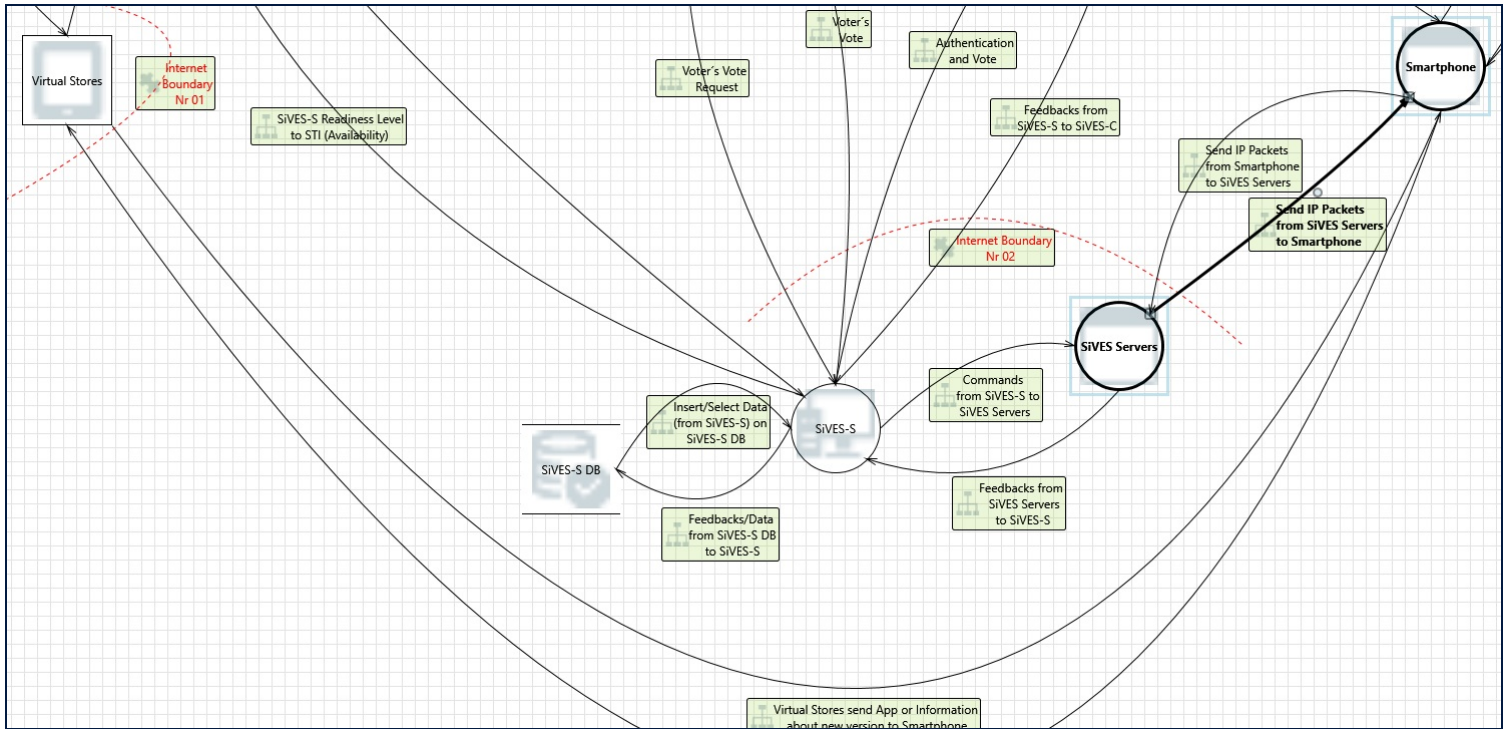 Voter´s
Vote
Authentication
and Vote
Smartphone
Internet
Boundary
Nr 01
Virtual Stores
Voter´s Vote
Request
SiVES-S Readiness Level
to STI (Availability)
Feedbacks from
SiVES-S to SiVES-C
Send IP Packets
from Smartphone
to SiVES Servers
Send IP Packets
from SiVES Servers
to Smartphone
Internet Boundary
Nr 02
SiVES Servers
Commands
from SiVES-S to
SiVES Servers
Insert/Select Data
(from SiVES-S) on
SiVES-S DB
SiVES-S
SiVES-S DB
Feedbacks from
SiVES Servers
to SiVES-S
Feedbacks/Data
from SiVES-S DB
to SiVES-S
Virtual Stores send App or Information
about new version to Smartphone